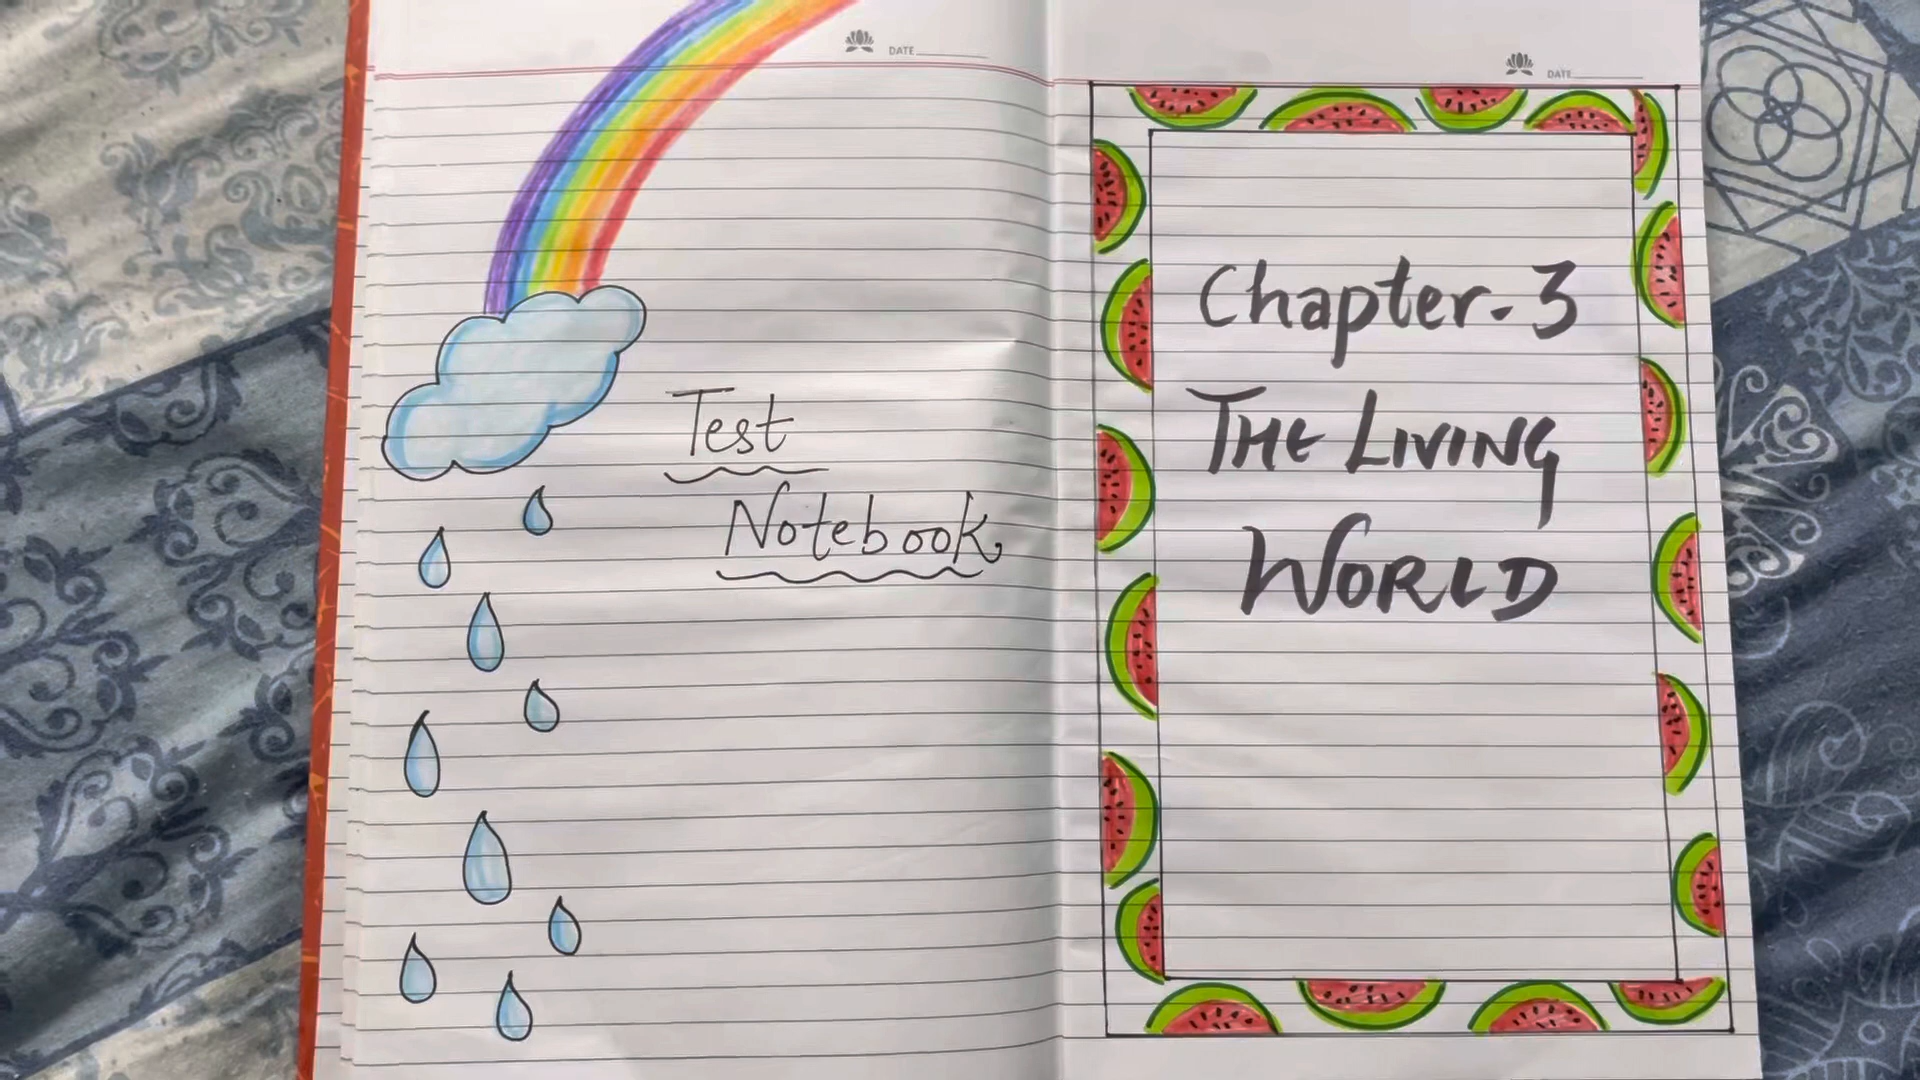 DATE
Test
Notebook
DATE
Chapter-3
THE LIVING
WORLD